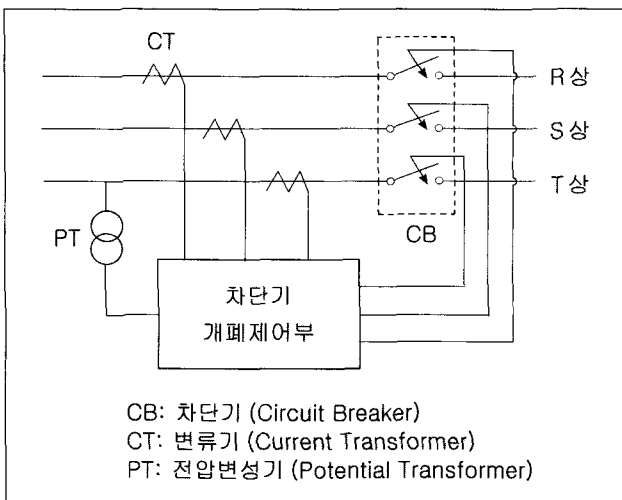 CT
R상
S상
T상
PT
CB
차단기
개폐제어부
CB: 차단기 (Circuit Breaker)
CT: 변류기 (Current Transformer)
PT: 전압변성기 (Potential Transformer)